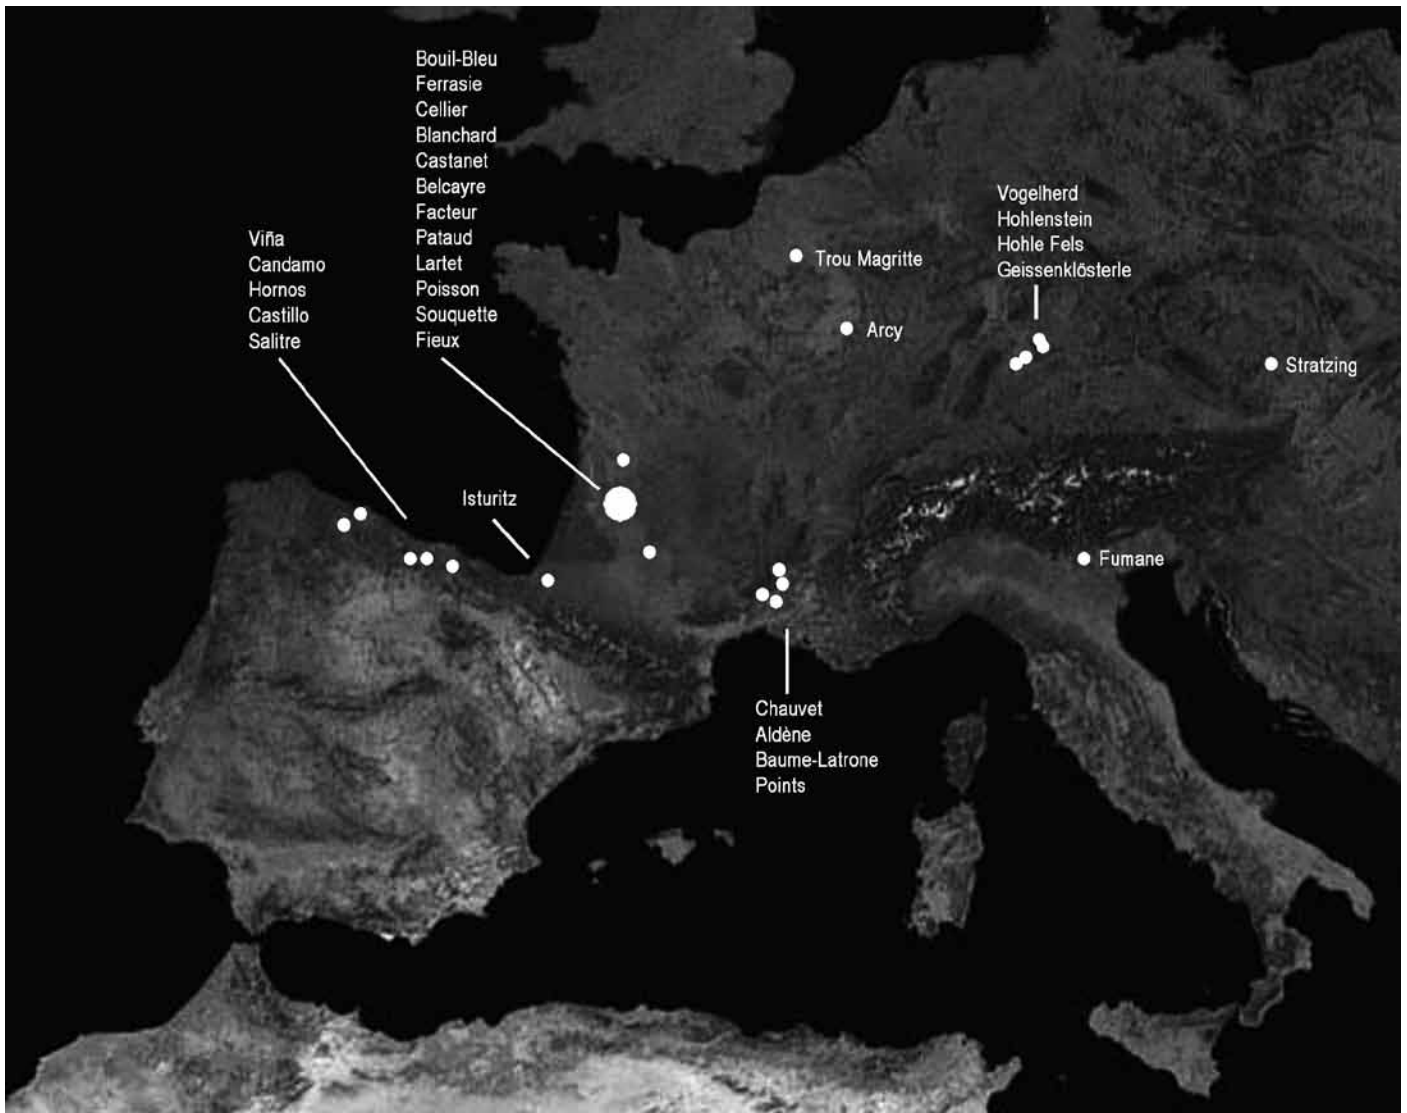 Bouil-Bleu
Ferrasie
Cellier
Blanchard
Castanet
Belcayre
Facteur
Pataud
Lartet
Poisson
Souquette
Fieux
Viña
Candamo
Hornos
Castillo
Salitre
Isturitz
Trou Magritte
Arcy
Vogelherd
Hohlenstein
Hohle Fels
Geissenklösterle
Stratzing
Fumane
Chauvet
Aldène
Baume-Latrone
Points